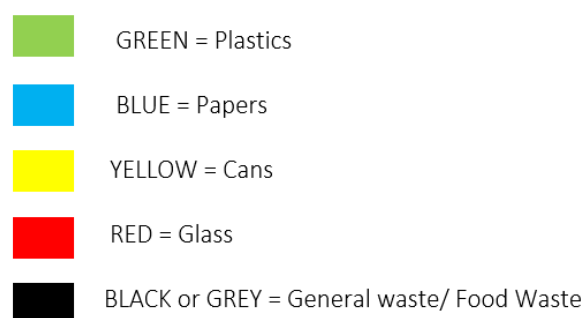 GREEN = Plastics
BLUE = Papers
YELLOW = Cans
RED = Glass
BLACK or GREY = General waste/ Food Waste